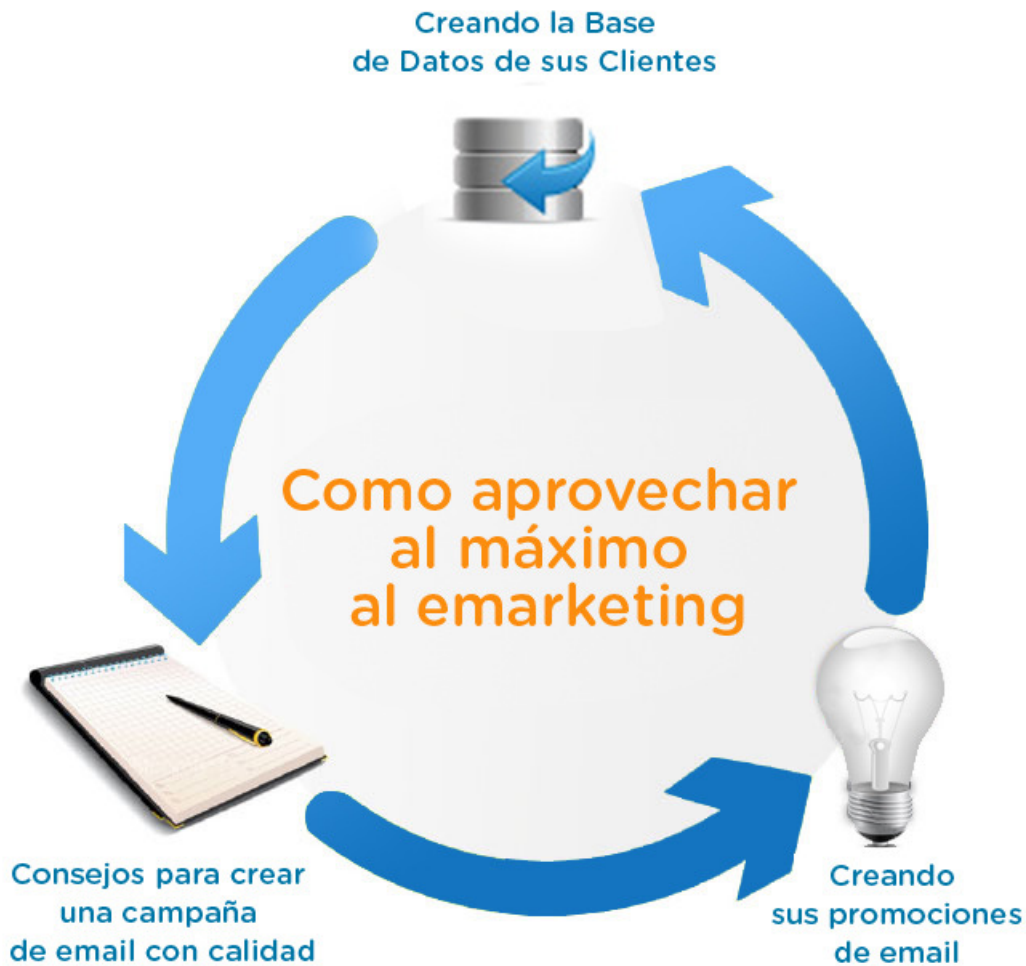 Creando la Base
de Datos de sus Clientes
Como aprovechar
al máximo
al emarketing
Consejos para crear
una campaña
de email con calidad
Creando
sus promociones
de email